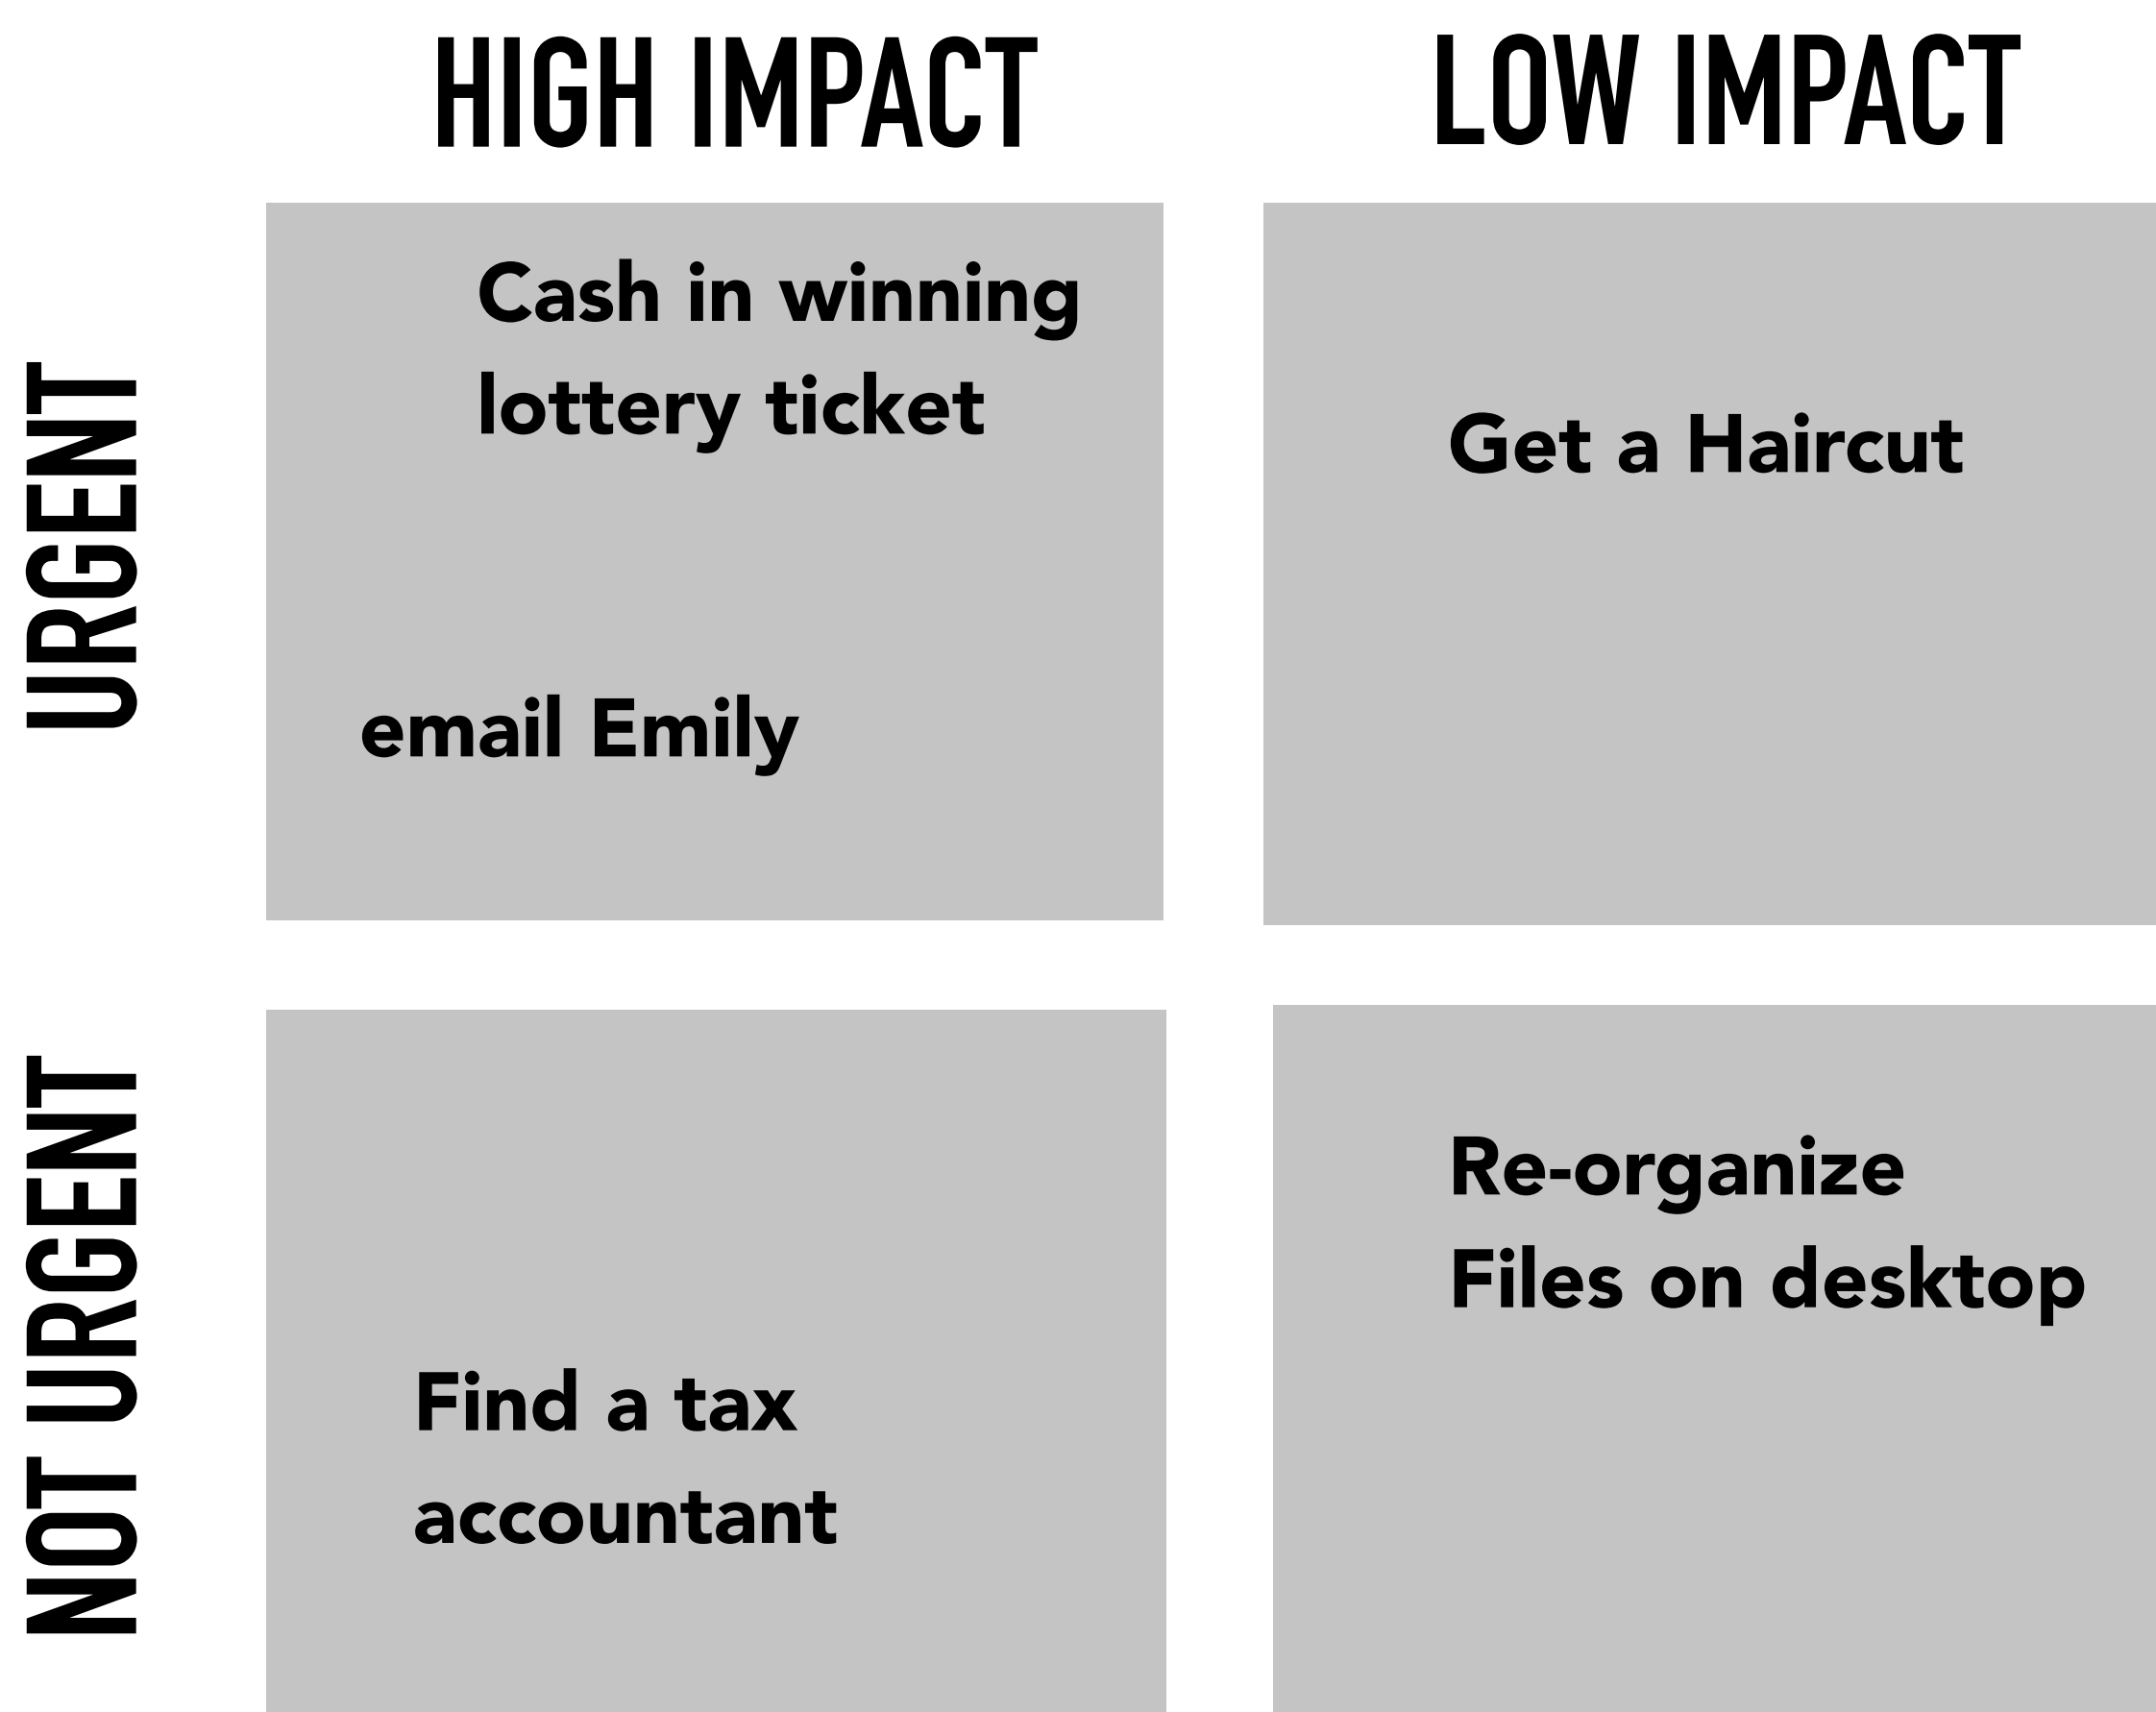 HIGH IMPACT
LOW IMPACT
URGENT
Cash in winning
lottery ticket
email Emily
Get a Haircut
NOT URGENT
Find a tax
accountant
Re-organize
Files on desktop